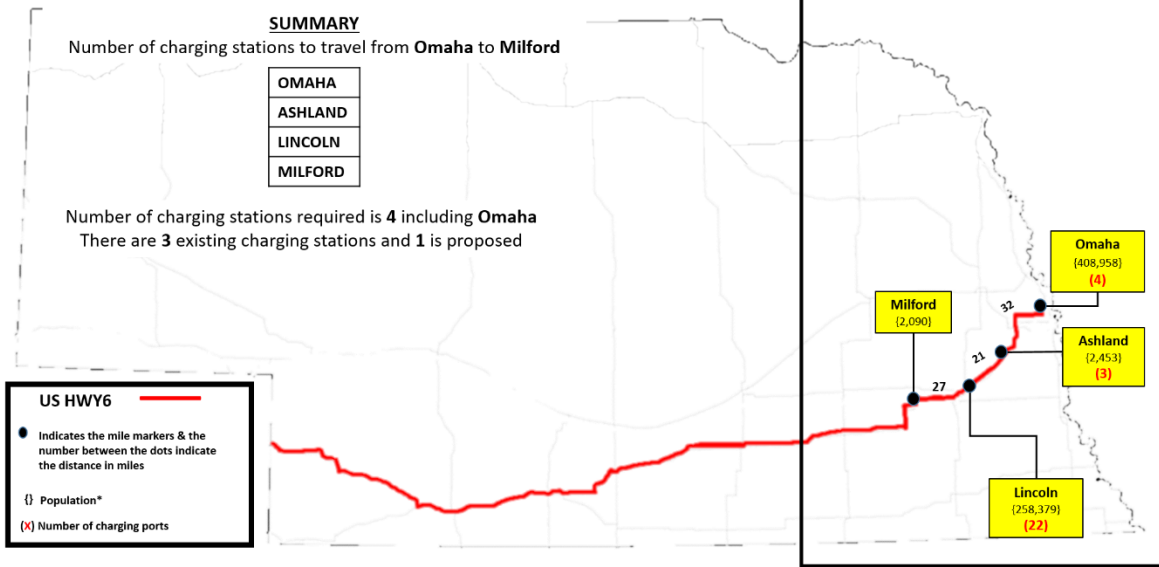 SUMMARY
Number of charging stations to travel from Omaha to Milford
OMAHA
ASHLAND
LINCOLN
MILFORD
Number of charging stations required is 4 including Omaha
There are 3 existing charging stations and 1 is proposed
Omaha
{408,958}
(4)
Milford
{2,090}
32
Ashland
{2,453}
(3)
21
27
Lincoln
{258,379}
(22)
US HWY6
Indicates the mile markers & the
number between the dots indicate
the distance in miles
{} Population*
(X) Number of charging ports